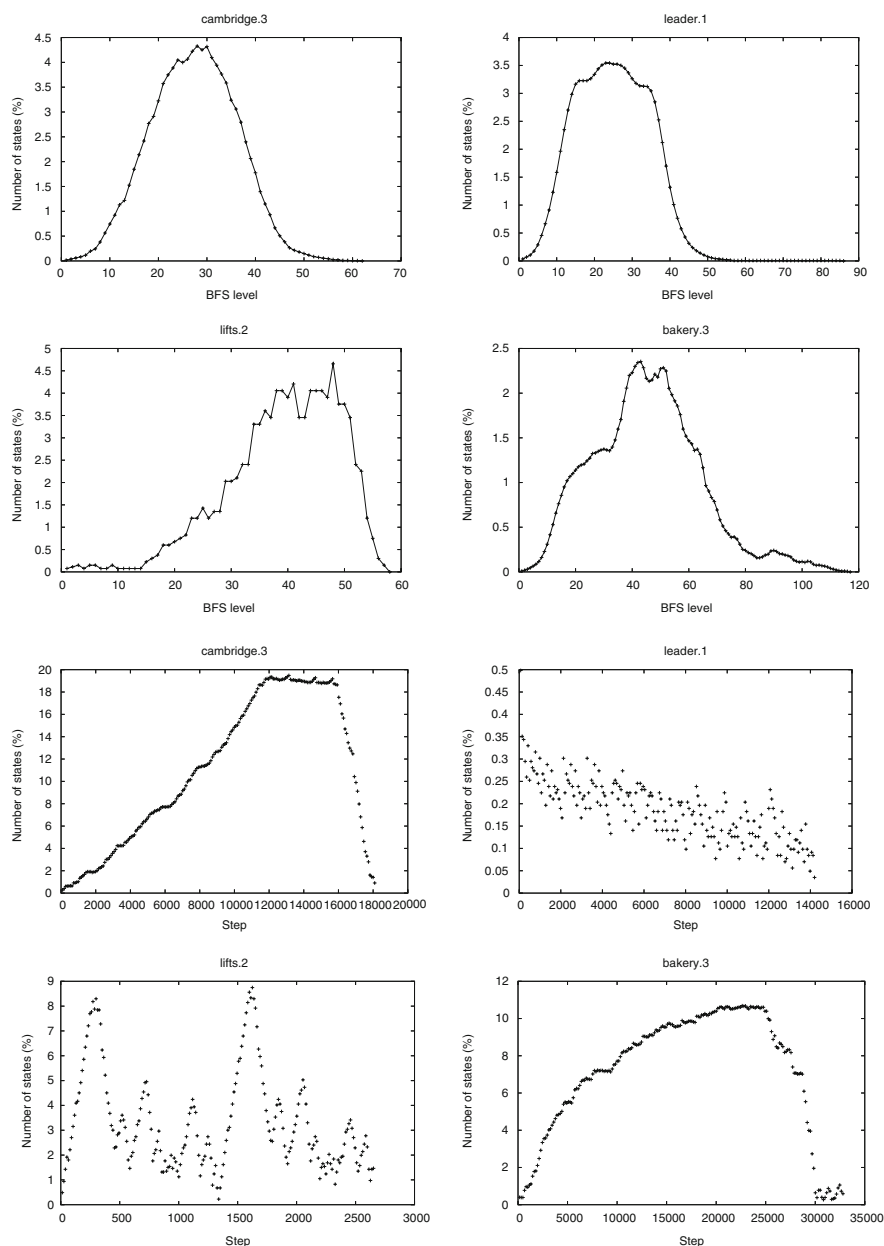 cambridge.3
4.5
4
3.5
3
2.5
2
1.5
1
0.5
0
Number of states (%)
0 10 20 30 40 50 60 70
BFS level
leader.1
4
3.5
3
2.5
2
1.5
1
0.5
0
Number of states (%)
0 10 20 30 40 50 60 70 80 90
BFS level
lifts.2
5
4.5
4
3.5
3
2.5
2
1.5
1
0.5
0
Number of states (%)
0 10 20 30 40 50 60
BFS level
bakery.3
2.5
2
1.5
1
0.5
0
Number of states (%)
0 20 40 60 80 100 120
BFS level
cambridge.3
20
18
16
14
12
10
8
6
4
2
0
Number of states (%)
0 2000 4000 6000 8000 10000 12000 14000 16000 18000 20000
Step
leader.1
0.5
0.45
0.4
0.35
0.3
0.25
0.2
0.15
0.1
0.05
0
Number of states (%)
0 2000 4000 6000 8000 10000 12000 14000 16000
Step
lifts.2
9
8
7
6
5
4
3
2
1
0
Number of states (%)
0 500 1000 1500 2000 2500 3000
Step
bakery.3
12
10
8
6
4
2
0
Number of states (%)
0 5000 10000 15000 20000 25000 30000 35000
Step